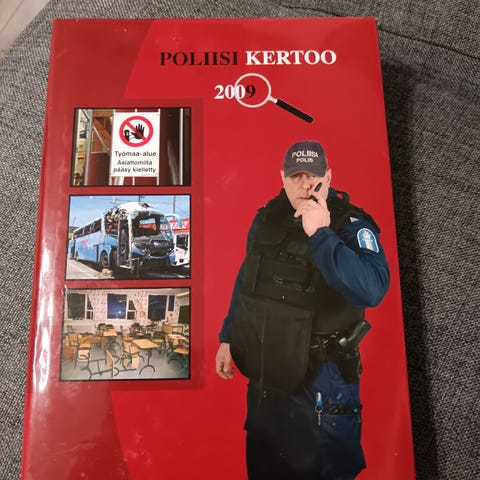 POLIISI KERTOO
2009
Työmaa-alue
Asiattomilta
pääsy kielletty
POLIISI
POLIS